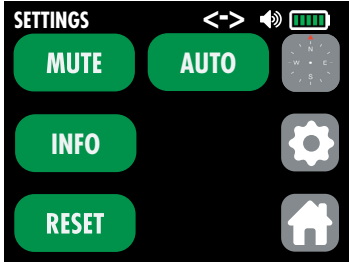 SETTINGS <-> 
MUTE AUTO
N
W E
S
INFO
RESET